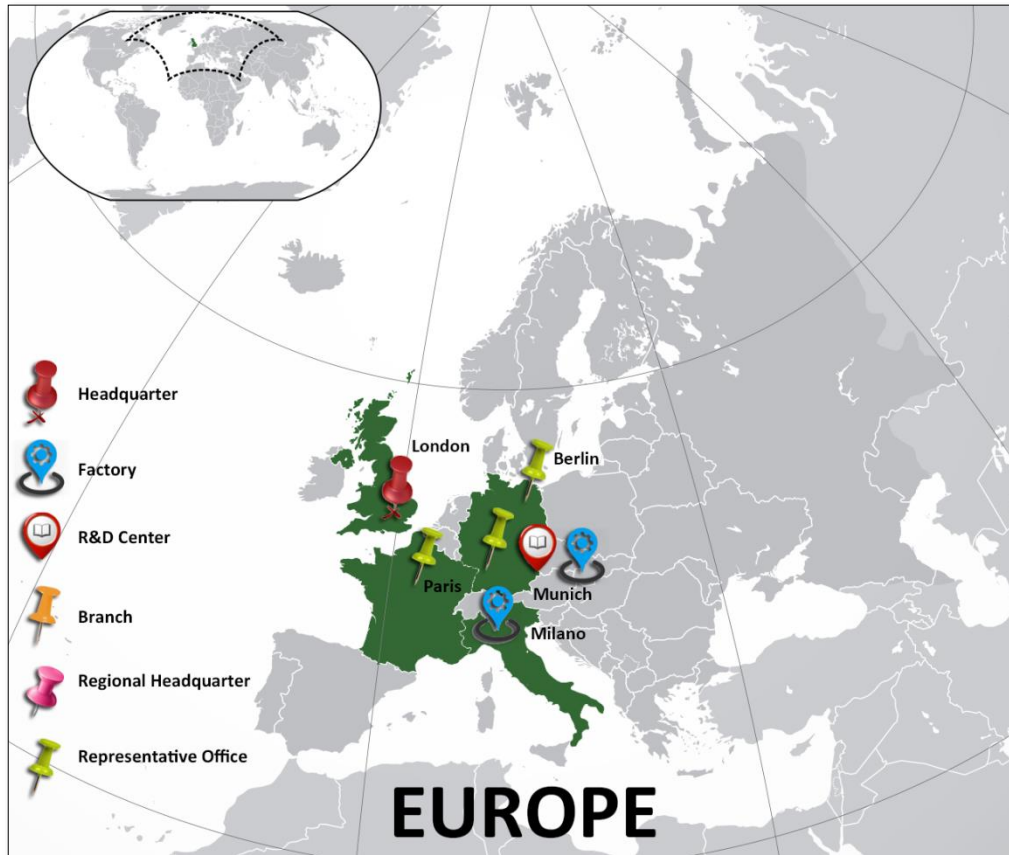 Headquarter
Factory
R&D Center
Branch
Regional Headquarter
Representative Office
London
Berlin
Paris
Munich
Milano
EUROPE